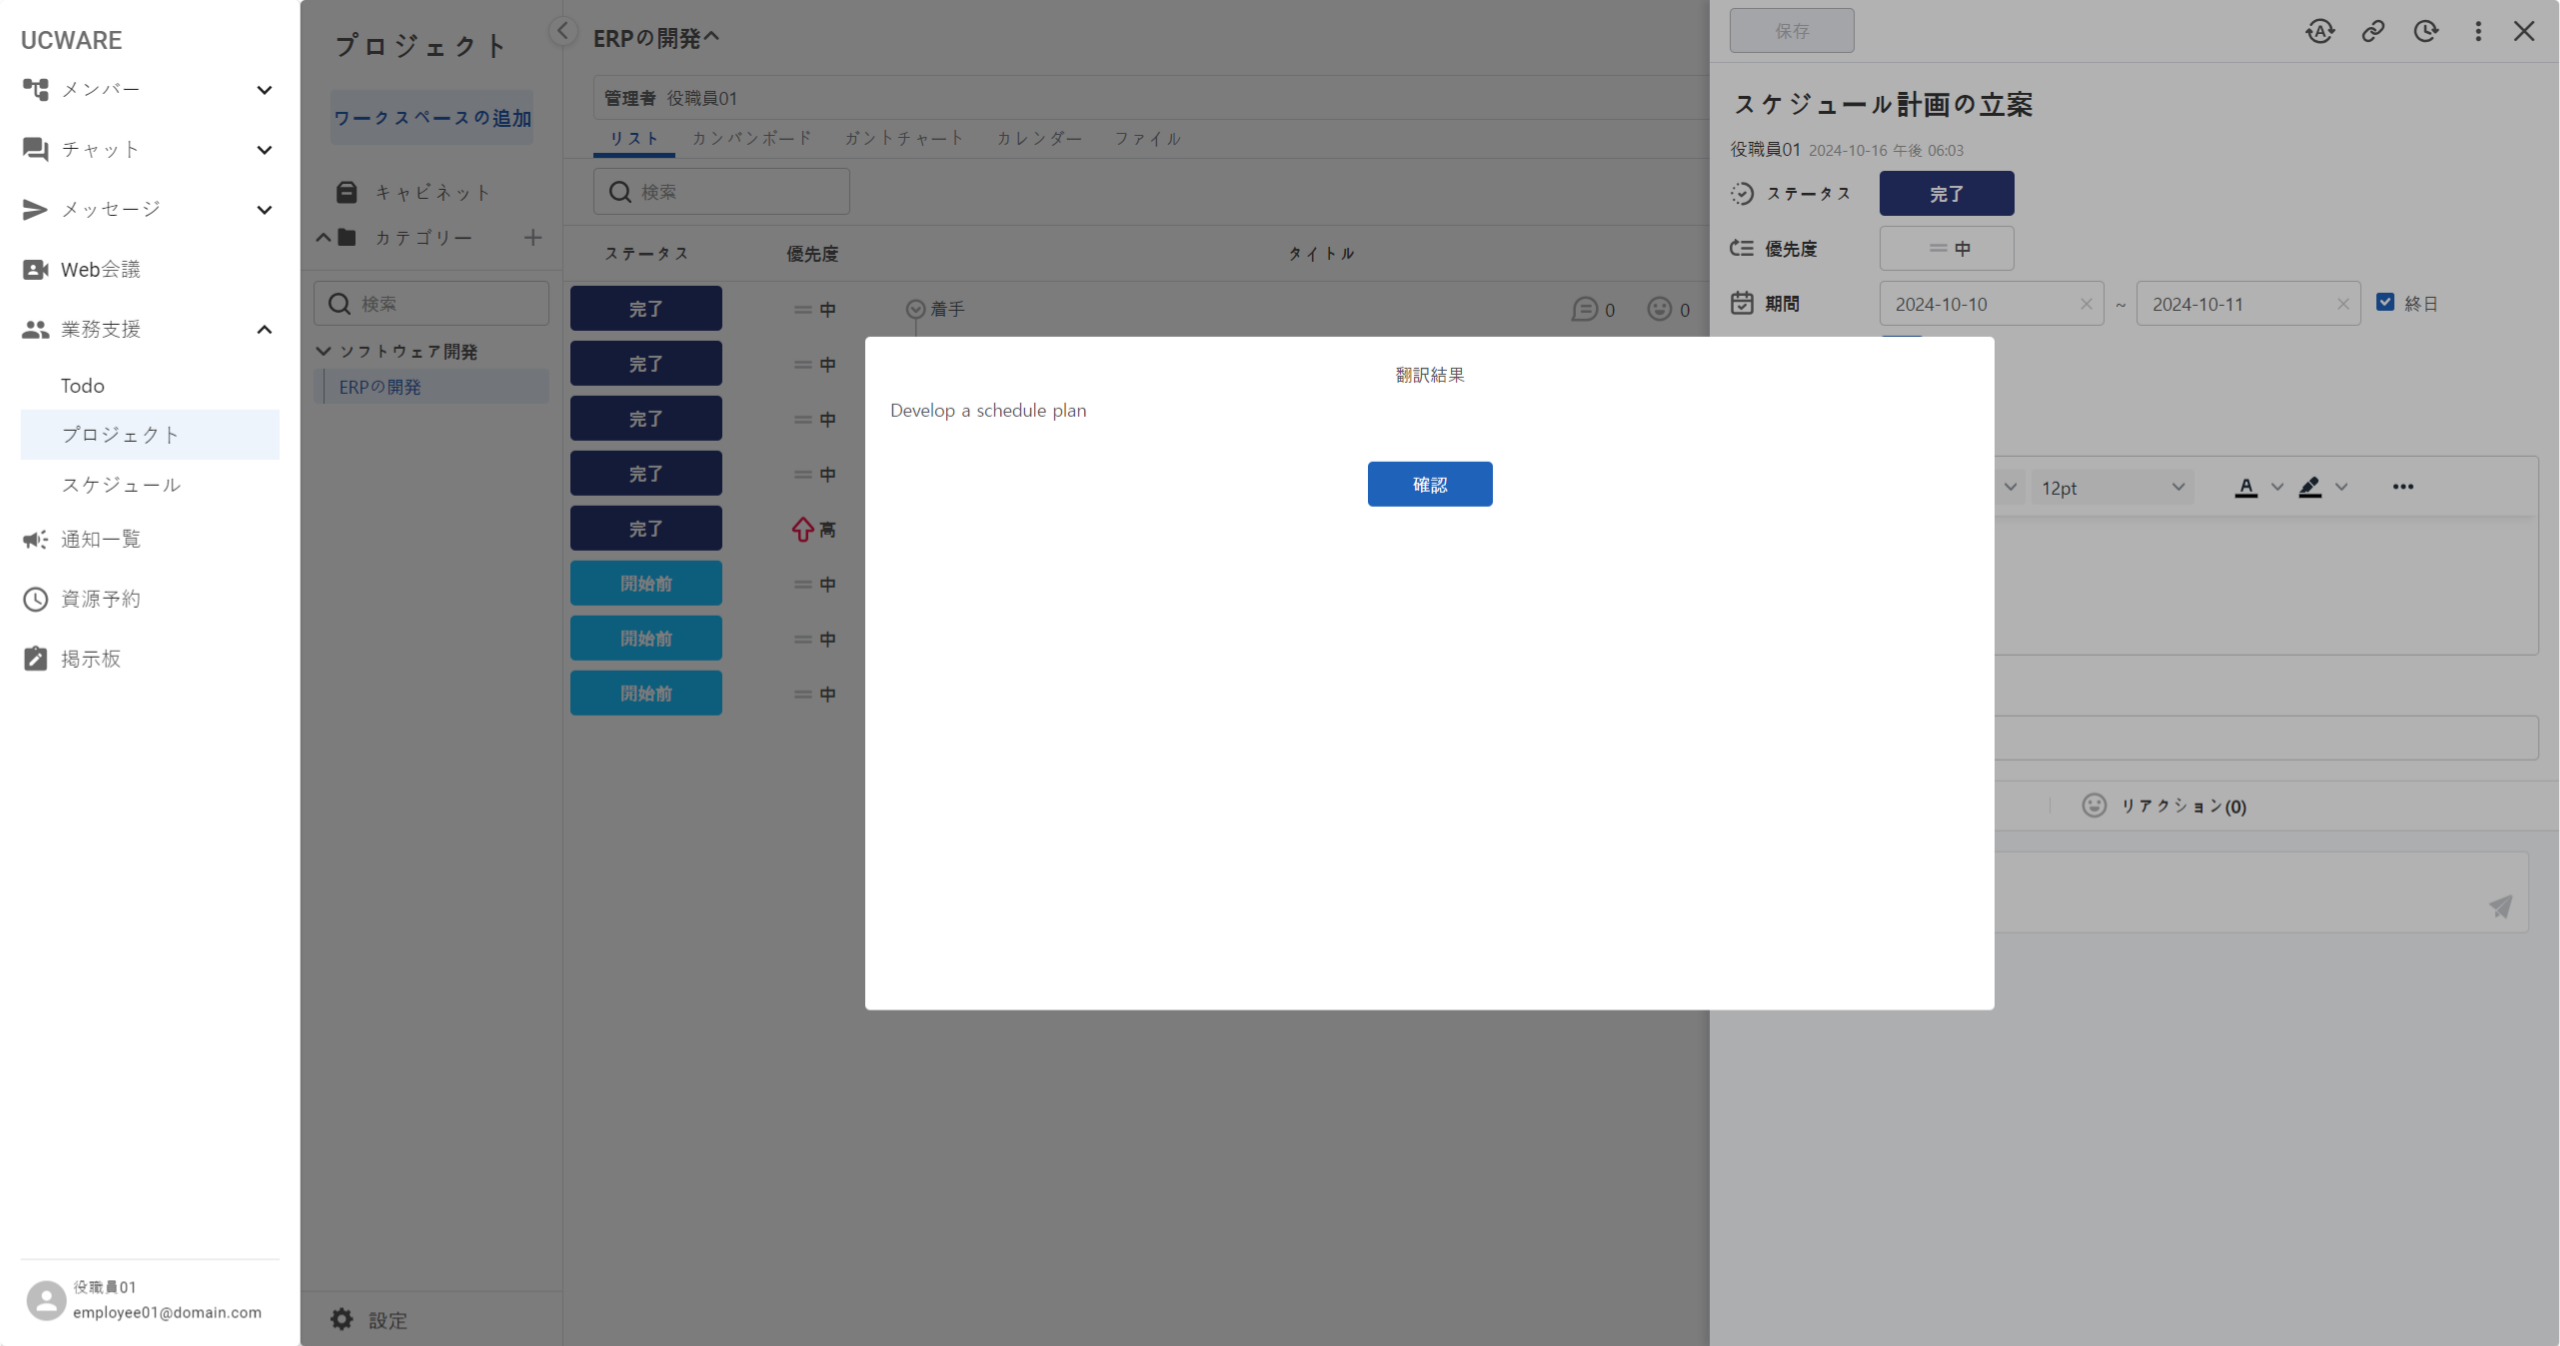 UCWARE
メンバー
チャット
メッセージ
Web会議
業務支援
Todo
プロジェクト
スケジュール
通知一覧
資源予約
掲示板
役職員01
employee01@domain.com
プロジェクト
ワークスペースの追加
キャビネット
カテゴリー
検索
ソフトウェア開発
ERPの開発
設定
ERPの開発
管理者 役職員01
リスト カンバンボード ガントチャート カレンダー ファイル
検索
ステータス 優先度 タイトル
完了 中 着手 0 0
完了 中
完了 中
完了 中
完了 高
開始前 中
開始前 中
開始前 中
翻訳結果
Develop a schedule plan
確認
保存
スケジュール計画の立案
役職員01 2024-10-16 午後 06:03
ステータス 完了
優先度 中
期間 2024-10-10 ~ 2024-10-11 終日
12pt
リアクション(0)